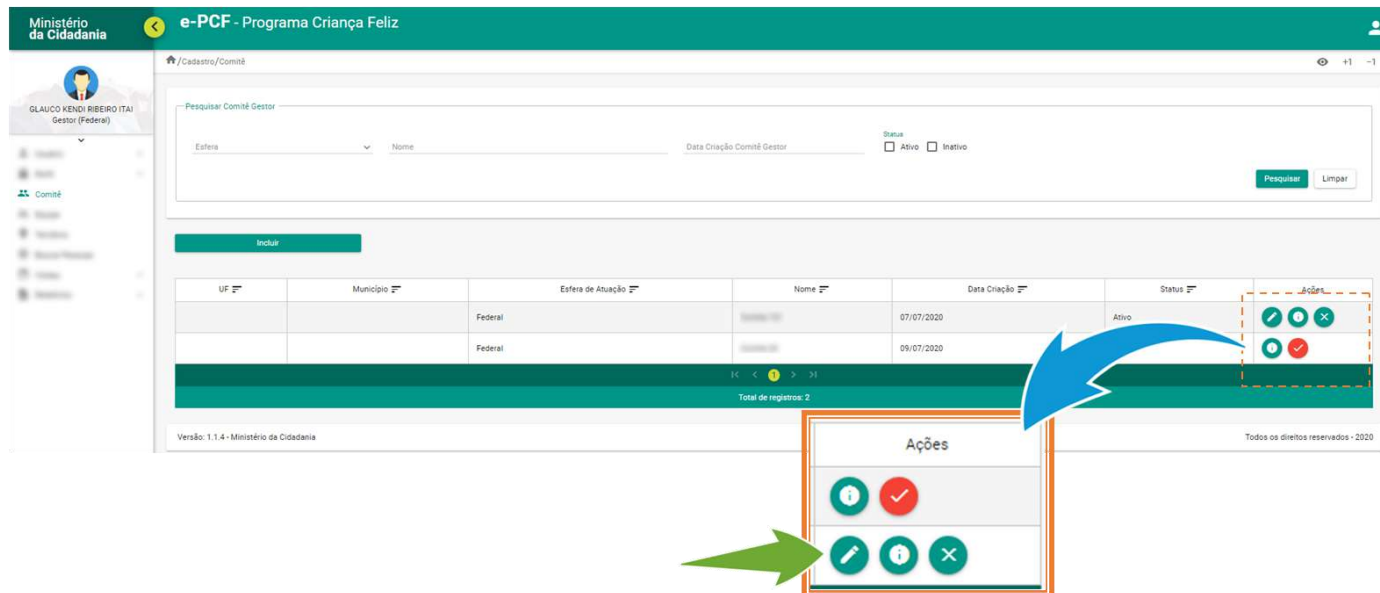 Ministério
da Cidadania
e-PCF - Programa Criança Feliz
/Cadastro/Comitê
+1 -1
GLAUCO KENDI RIBEIRO ITAI
Gestor (Federal)
Comitê
Pesquisar Comitê Gestor
Esfera
Nome
Data Criação Comitê Gestor
Status
Ativo
Inativo
Pesquisar
Limpar
Incluir
UF Município Esfera de Atuação Nome Data Criação Status Ações
Federal 07/07/2020 Ativo
Federal 09/07/2020
1
Total de registros: 2
Versão: 1.1.4 - Ministério da Cidadania
Todos os direitos reservados - 2020
Ações